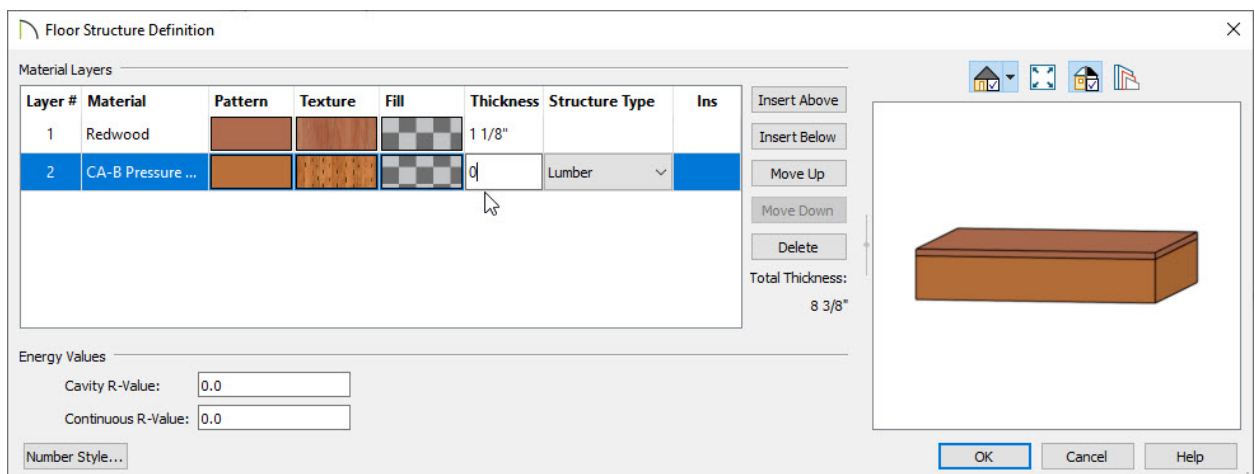 Floor Structure Definition
Material Layers
Layer # Material Pattern Texture Fill Thickness Structure Type Ins
1 Redwood 1 1/8"
2 CA-B Pressure ... 0 Lumber
Insert Above
Insert Below
Move Up
Move Down
Delete
Total Thickness:
8 3/8"
Energy Values
Cavity R-Value: 0.0
Continuous R-Value: 0.0
Number Style... OK Cancel Help